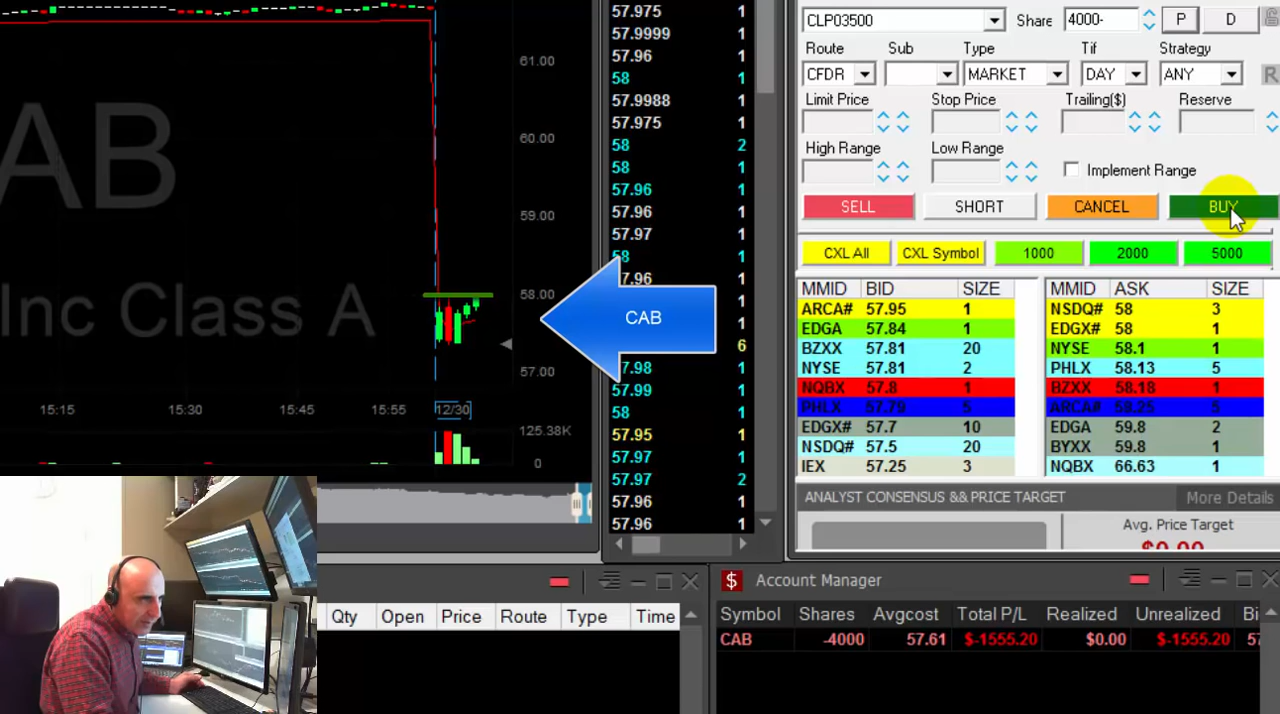 AB
Inc Class A
61.00
60.00
59.00
58.00
57.00
15:15 15:30 15:45 15:55 12/30
125.38K
0
57.975 1
57.9999 1
57.96 1
58 1
57.9988 1
57.975 1
58 2
58 1
57.96 1
57.96 1
57.97 1
58 1
57.96 1
1
1
6
57.98 1
57.99 1
58 1
57.95 1
57.97 1
57.97 2
57.96 1
57.96 1
CAB
CLP03500 Share 4000- P D
Route Sub Type Tif Strategy
CFDR MARKET DAY ANY R
Limit Price Stop Price Trailing($) Reserve
High Range Low Range
Implement Range
SELL SHORT CANCEL BUY
CXL All CXL Symbol 1000 2000 5000
MMID BID SIZE MMID ASK SIZE
ARCA# 57.95 1 NSDQ# 58 3
EDGA 57.84 1 EDGX# 58 1
BZXX 57.81 20 NYSE 58.1 1
NYSE 57.81 2 PHLX 58.13 5
NQBX 57.8 1 BZXX 58.18 1
PHLX 57.79 5 ARCA# 58.25 5
EDGX# 57.7 10 EDGA 59.8 2
NSDQ# 57.5 20 BYXX 59.8 1
IEX 57.25 3 NQBX 66.63 1
ANALYST CONSENSUS && PRICE TARGET More Details
Avg. Price Target
$0.00
Qty Open Price Route Type Time
$ Account Manager
Symbol Shares Avgcost Total P/L Realized Unrealized Bi
CAB -4000 57.61 $-1555.20 $0.00 $-1555.20 57